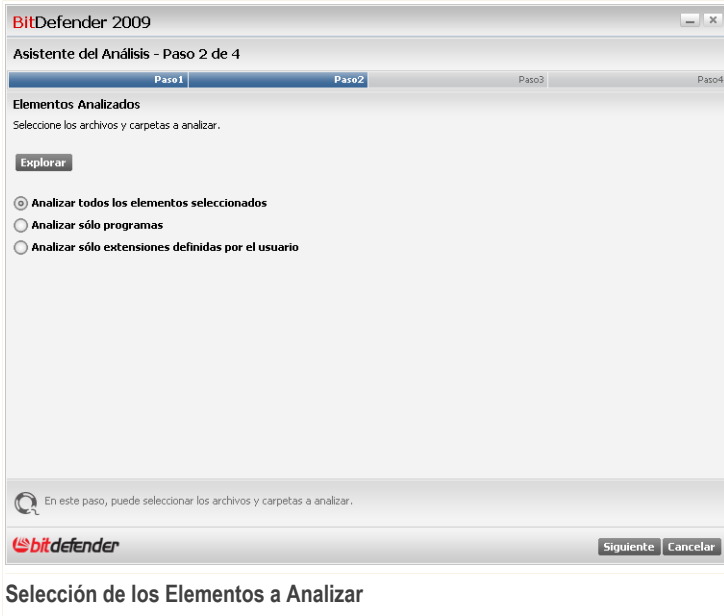 BitDefender 2009
Asistente del Análisis - Paso 2 de 4
Paso1 Paso2 Paso3 Paso4
Elementos Analizados
Seleccione los archivos y carpetas a analizar.
Explorar
Analizar todos los elementos seleccionados
Analizar sólo programas
Analizar sólo extensiones definidas por el usuario
En este paso, puede seleccionar los archivos y carpetas a analizar.
bitdefender
Siguiente Cancelar
Selección de los Elementos a Analizar